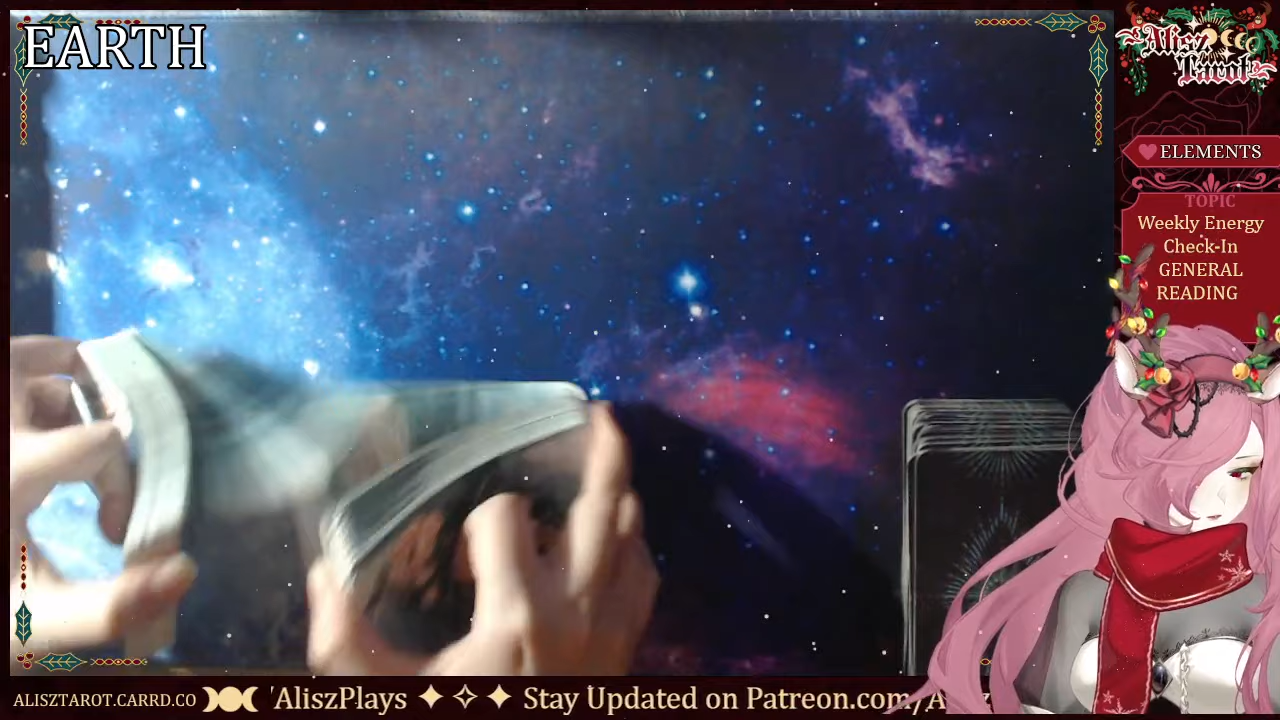 EARTH
Alisz
Tarot
ELEMENTS
TOPIC
Weekly Energy
Check-In
GENERAL
READING
ALISZTAROT.CARRD.CO
'AliszPlays ✦ ✧ ✦ Stay Updated on Patreon.com/